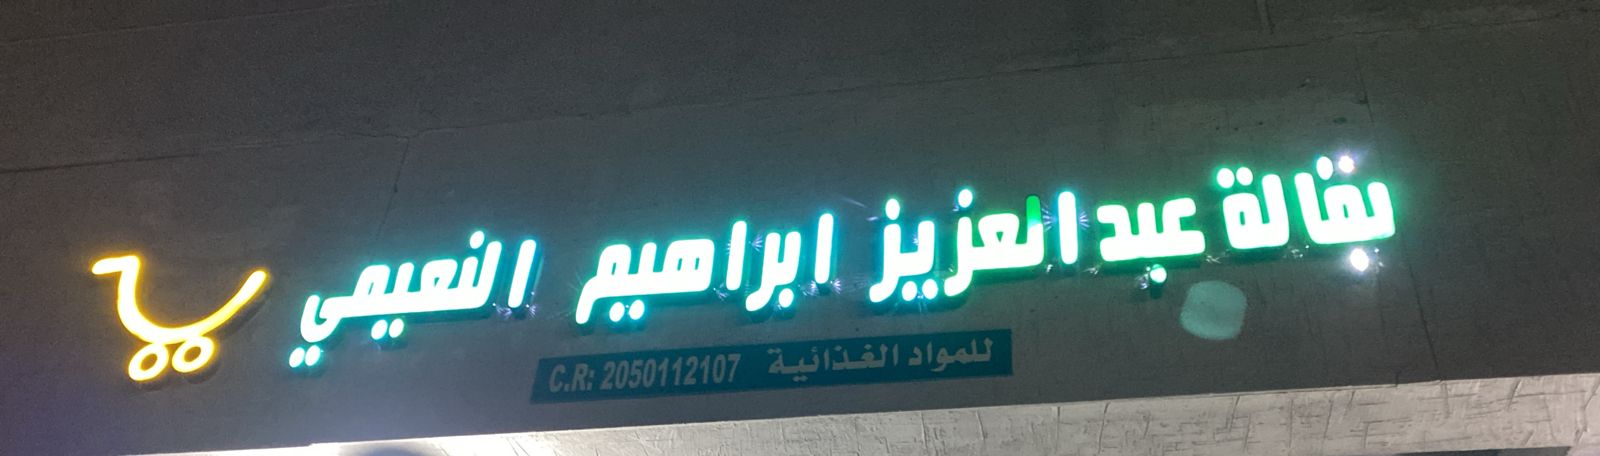 بقالة عبدالعزيز ابراهيم النعيمي
للمواد الغذائية C.R: 2050112107